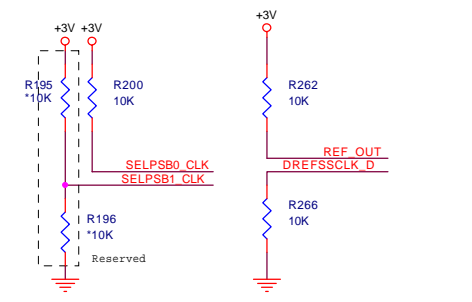 +3V
+3V +3V
R195
*10K
R200
10K
R262
10K
REF_OUT
SELPSB0_CLK
DREFSSCLK_D
SELPSB1_CLK
R196
*10K
R266
10K
Reserved